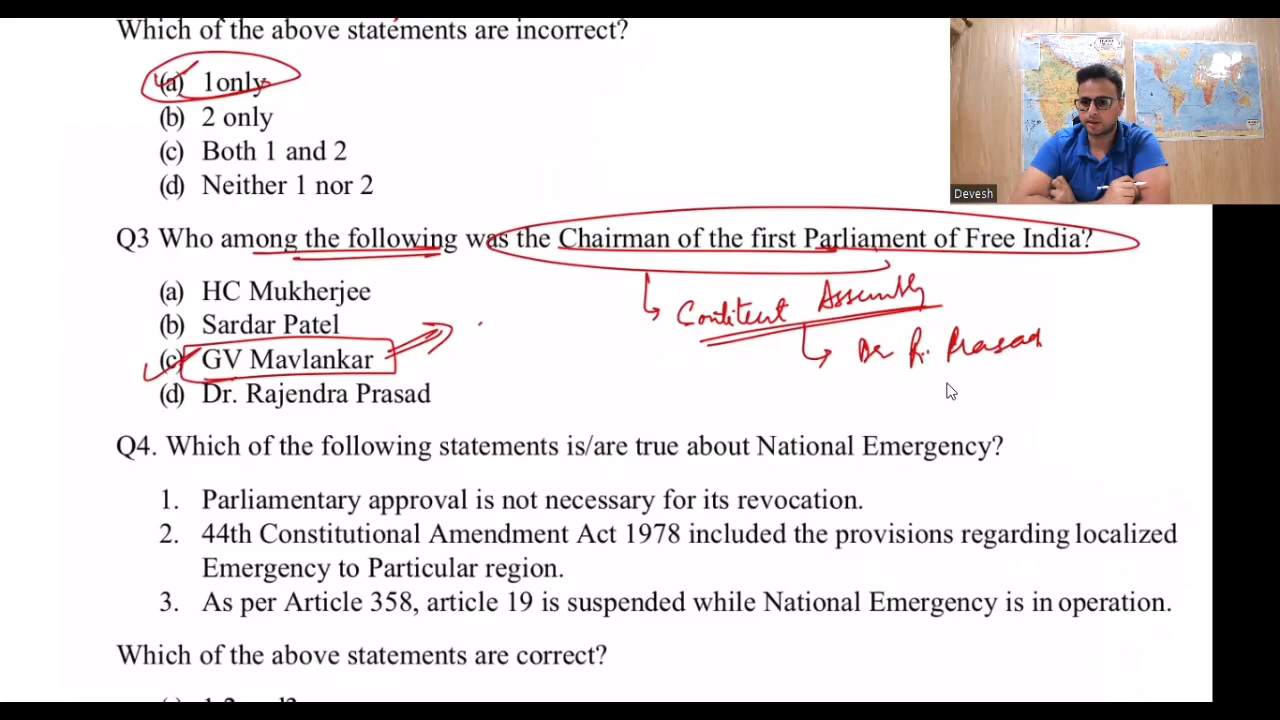 Which of the above statements are incorrect?
(a) 1only
(b) 2 only
(c) Both 1 and 2
(d) Neither 1 nor 2
Devesh
Q3 Who among the following was the Chairman of the first Parliament of Free India?
(a) HC Mukherjee
(b) Sardar Patel
(c) GV Mavlankar
(d) Dr. Rajendra Prasad
Assembly
Dr R. Prasad
Q4. Which of the following statements is/are true about National Emergency?
1. Parliamentary approval is not necessary for its revocation.
2. 44th Constitutional Amendment Act 1978 included the provisions regarding localized
Emergency to Particular region.
3. As per Article 358, article 19 is suspended while National Emergency is in operation.
Which of the above statements are correct?